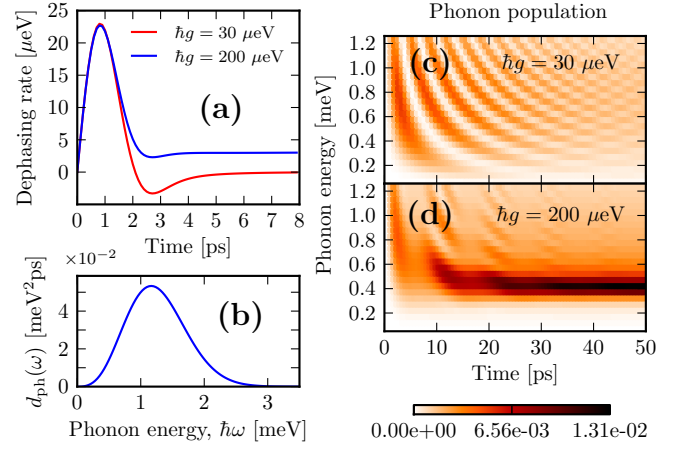 Phonon population
Dephasing rate [μeV]
25
20
15
10
5
0
ħg = 30 μeV
ħg = 200 μeV
(a)
0 1 2 3 4 5 6 7 8
Time [ps]
×10⁻²
d_ph(ω) [meV²ps]
4
2
0
(b)
0 1 2 3
Phonon energy, ħω [meV]
Phonon energy [meV]
1.2
1.0
0.8
0.6
0.4
0.2
(c)
ħg = 30 μeV
1.2
1.0
0.8
0.6
0.4
0.2
(d)
ħg = 200 μeV
0 10 20 30 40 50
Time [ps]
0.00e+00 6.56e-03 1.31e-02